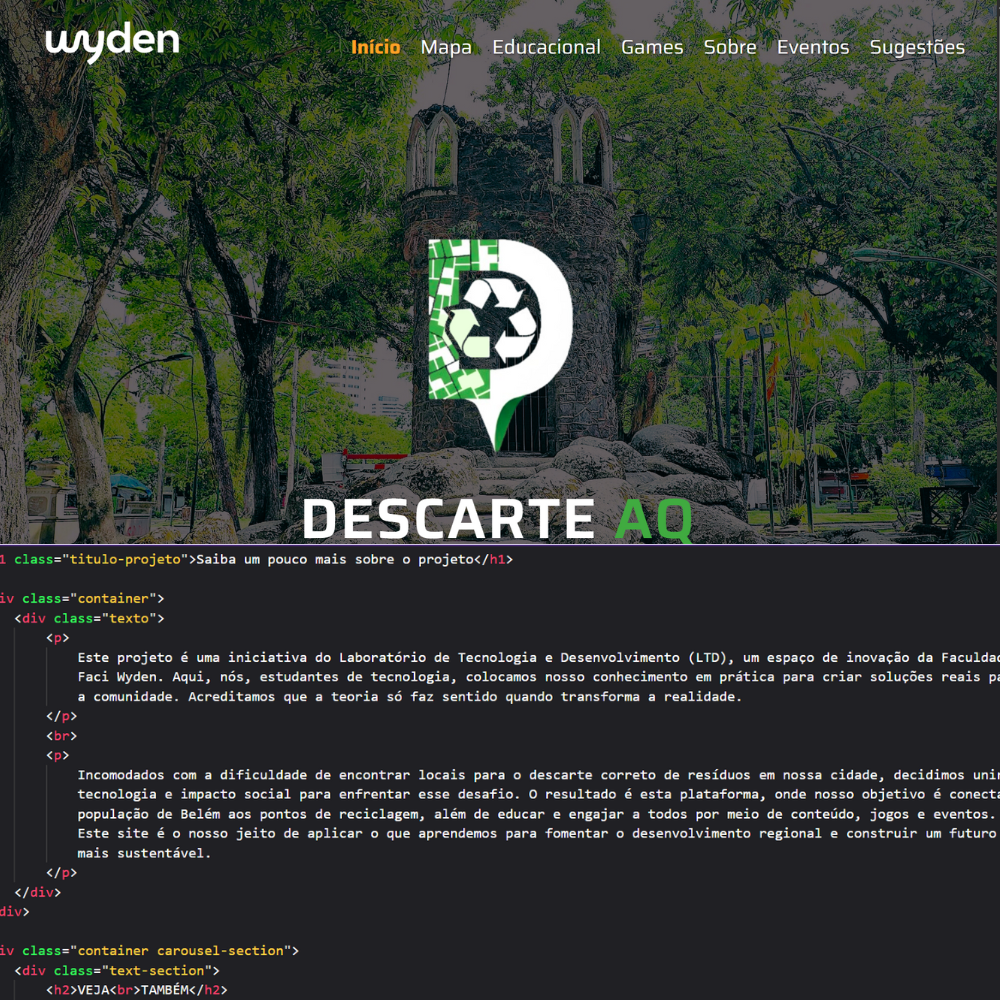 wyden
Início Mapa Educacional Games Sobre Eventos Sugestões
DESCARTE AQ
1 class="titulo-projeto">Saiba um pouco mais sobre o projeto</h1>
iv class="container">
<div class="texto">
<p>
Este projeto é uma iniciativa do Laboratório de Tecnologia e Desenvolvimento (LTD), um espaço de inovação da Faculdad
Faci Wyden. Aqui, nós, estudantes de tecnologia, colocamos nosso conhecimento em prática para criar soluções reais pa
a comunidade. Acreditamos que a teoria só faz sentido quando transforma a realidade.
</p>
<br>
<p>
Incomodados com a dificuldade de encontrar locais para o descarte correto de resíduos em nossa cidade, decidimos unir
tecnologia e impacto social para enfrentar esse desafio. O resultado é esta plataforma, onde nosso objetivo é conecta
população de Belém aos pontos de reciclagem, além de educar e engajar a todos por meio de conteúdo, jogos e eventos.
Este site é o nosso jeito de aplicar o que aprendemos para fomentar o desenvolvimento regional e construir um futuro
mais sustentável.
</p>
</div>
div>
iv class="container carousel-section">
<div class="text-section">
<h2>VEJA<br>TAMBÉM</h2>